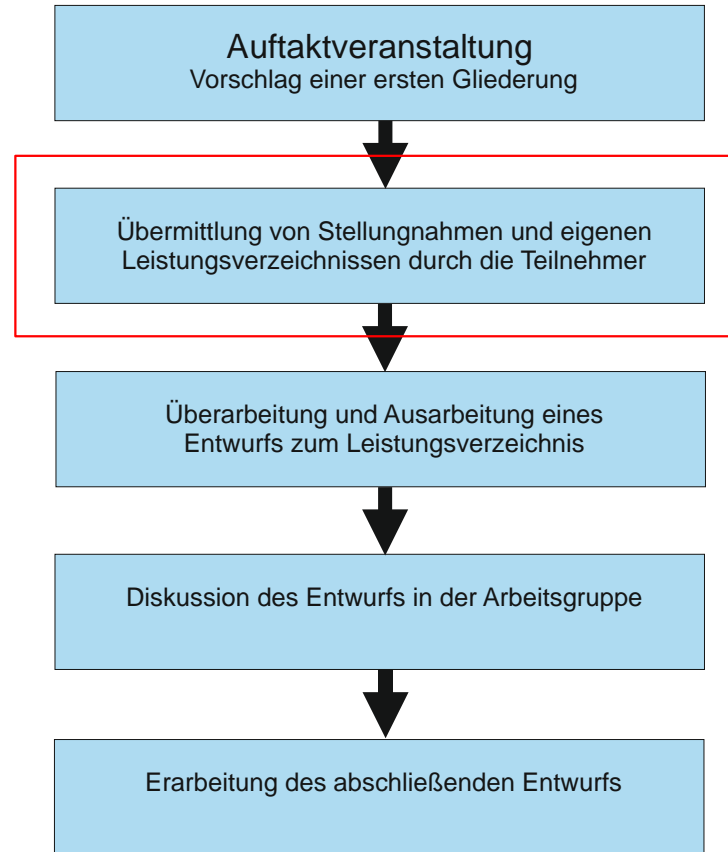 Auftaktveranstaltung
Vorschlag einer ersten Gliederung
Übermittlung von Stellungnahmen und eigenen
Leistungsverzeichnissen durch die Teilnehmer
Überarbeitung und Ausarbeitung eines
Entwurfs zum Leistungsverzeichnis
Diskussion des Entwurfs in der Arbeitsgruppe
Erarbeitung des abschließenden Entwurfs